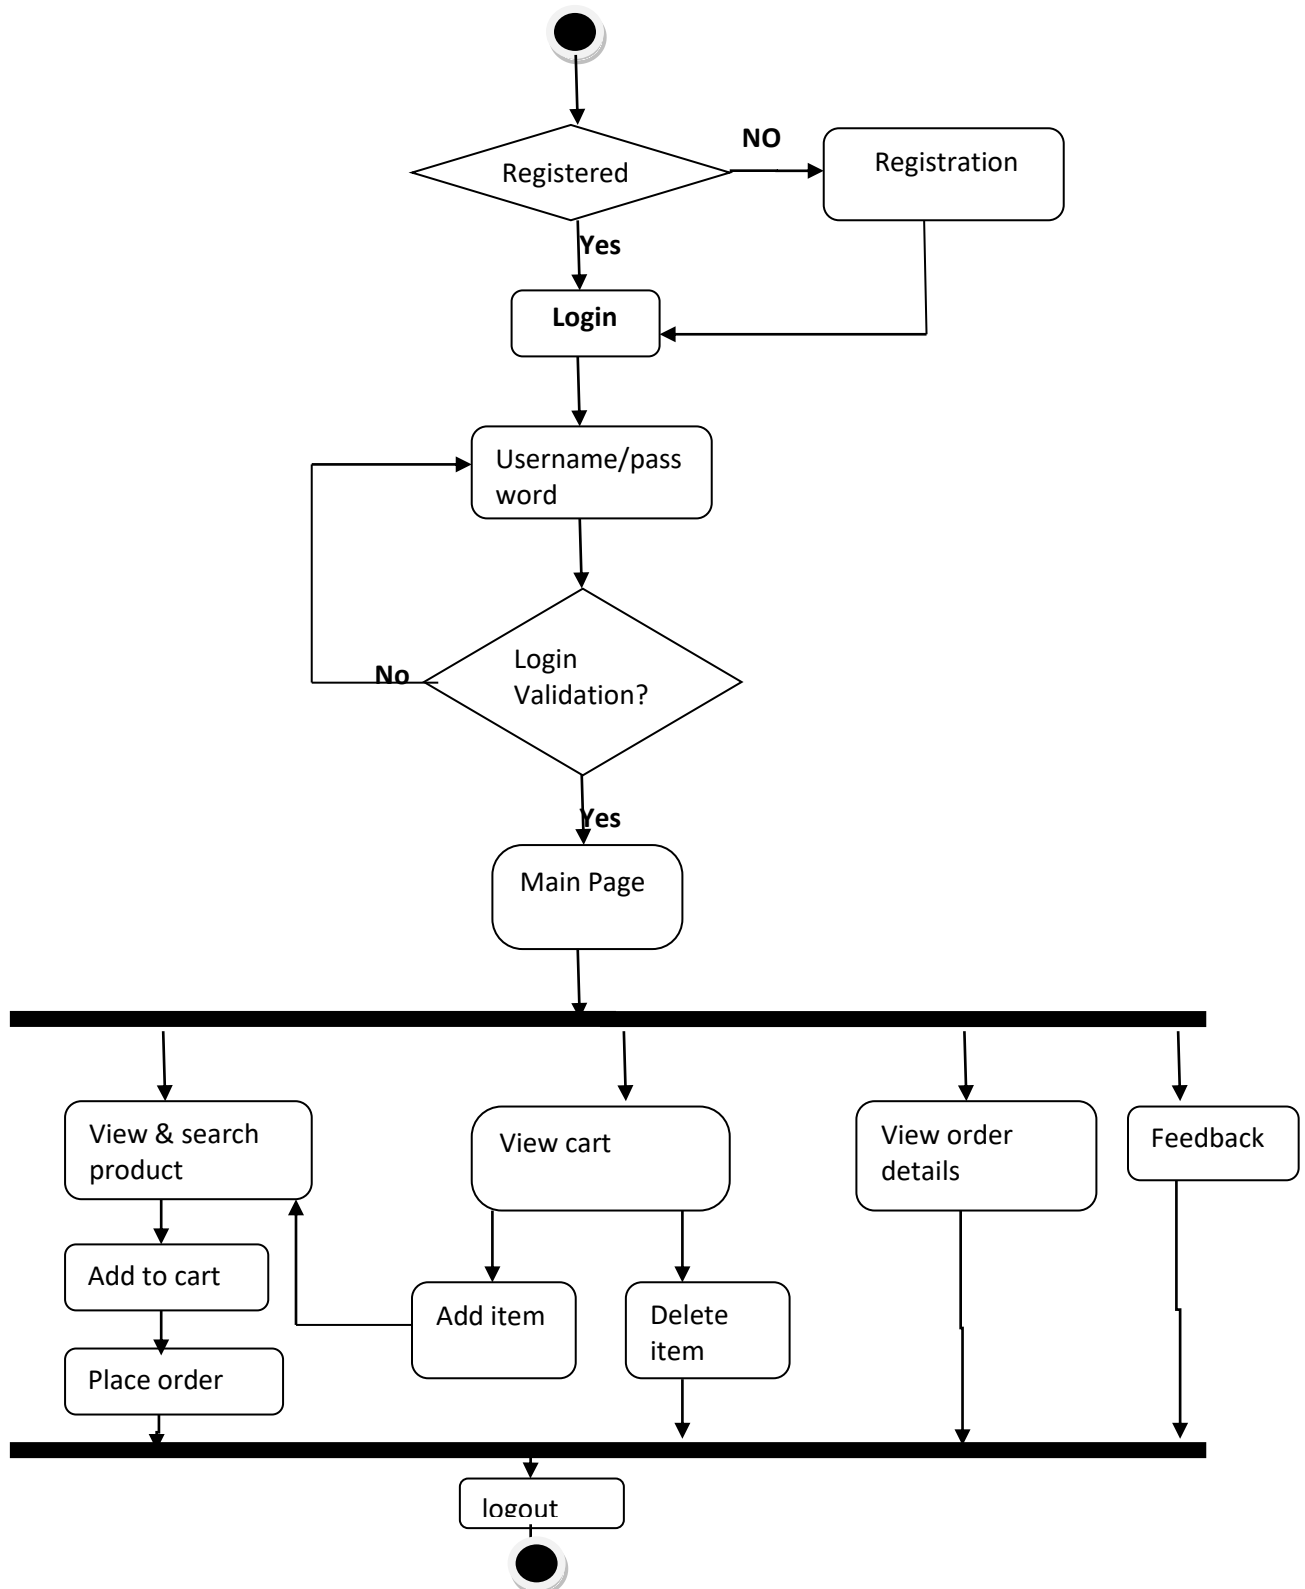 NO
Registered
Registration
Yes
Login
Username/pass
word
Login
Validation?
No
Yes
Main Page
View & search
product
View cart
View order
details
Feedback
Add to cart
Add item
Delete
item
Place order
logout